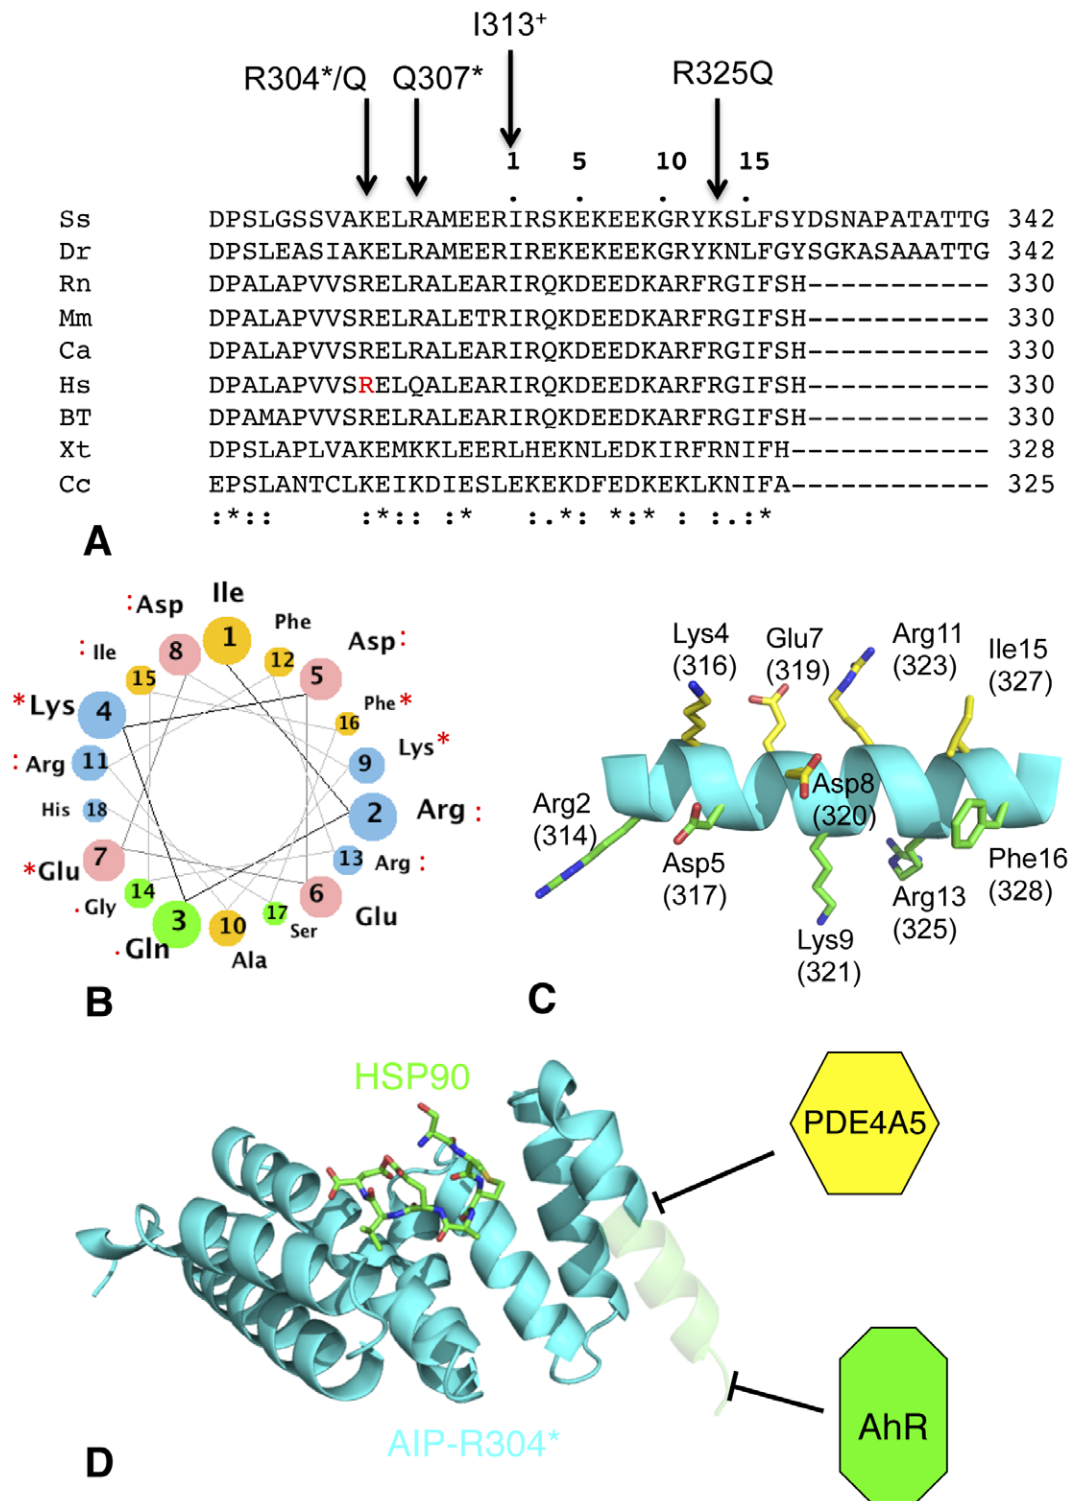 I313+
R304*/Q Q307* R325Q
1 5 10 15
. . . .
Ss DPSLGSSVAKELRAMEERIRSKEKEEKGRYKSLFSYDSNAPATATTG 342
Dr DPSLEASIAKELRAMEERIRSKEKEEKGRYKNLFGYSGKASAAATTG 342
Rn DPALAPVVSRELRALEARIRQKDEEDKARFRGIFSH----------- 330
Mm DPALAPVVSRELRALETRIRQKDEEDKARFRGIFSH----------- 330
Ca DPALAPVVSRELRALEARIRQKDEEDKARFRGIFSH----------- 330
Hs DPALAPVVSRELQALEARIRQKDEEDKARFRGIFSH----------- 330
BT DPAMAPVVSRELRALEARIRQKDEEDKARFRGIFSH----------- 330
Xt DPSLAPLVAKEMKKLEERLHEKNLEDKIRFRNIFH------------ 328
Cc EPSLANTCLKEIKDIESLEKEKDFEDKEKLKNIFA------------ 325
:*:: :*:: :* :.*: *:* : :.:*
A
Ile
:Asp Phe
1
8 12 Asp:
: Ile 5
15
*Lys Phe*
4 16
Lys*
: Arg 11 9
His 18 2 Arg :
7 13 Arg :
*Glu
14 6
. Gly 3 10 17 Glu
. Gln Ser
Ala
B
Lys4
(316)
Glu7
(319)
Arg11
(323)
Ile15
(327)
Arg2
(314)
Asp5
(317)
Asp8
(320)
Lys9
(321)
Arg13
(325)
Phe16
(328)
C
HSP90
PDE4A5
AhR
AIP-R304*
D